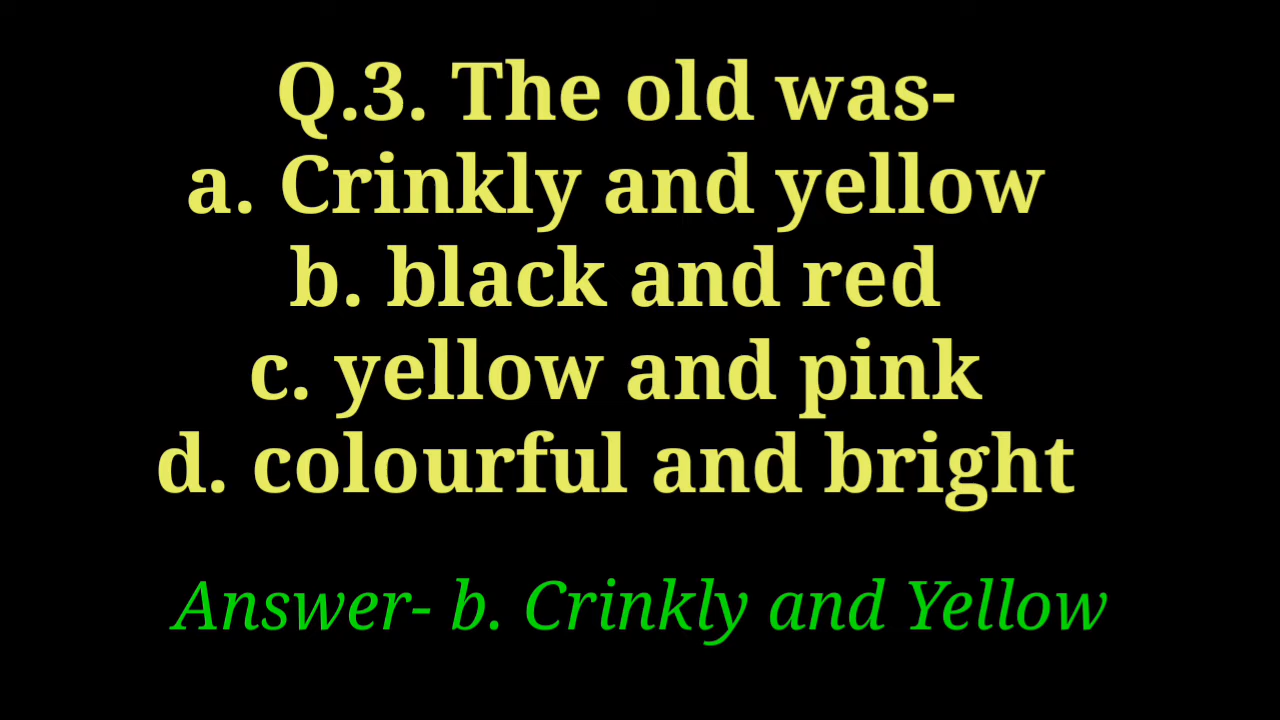 Q.3. The old was-
a. Crinkly and yellow
b. black and red
c. yellow and pink
d. colourful and bright
Answer- b. Crinkly and Yellow